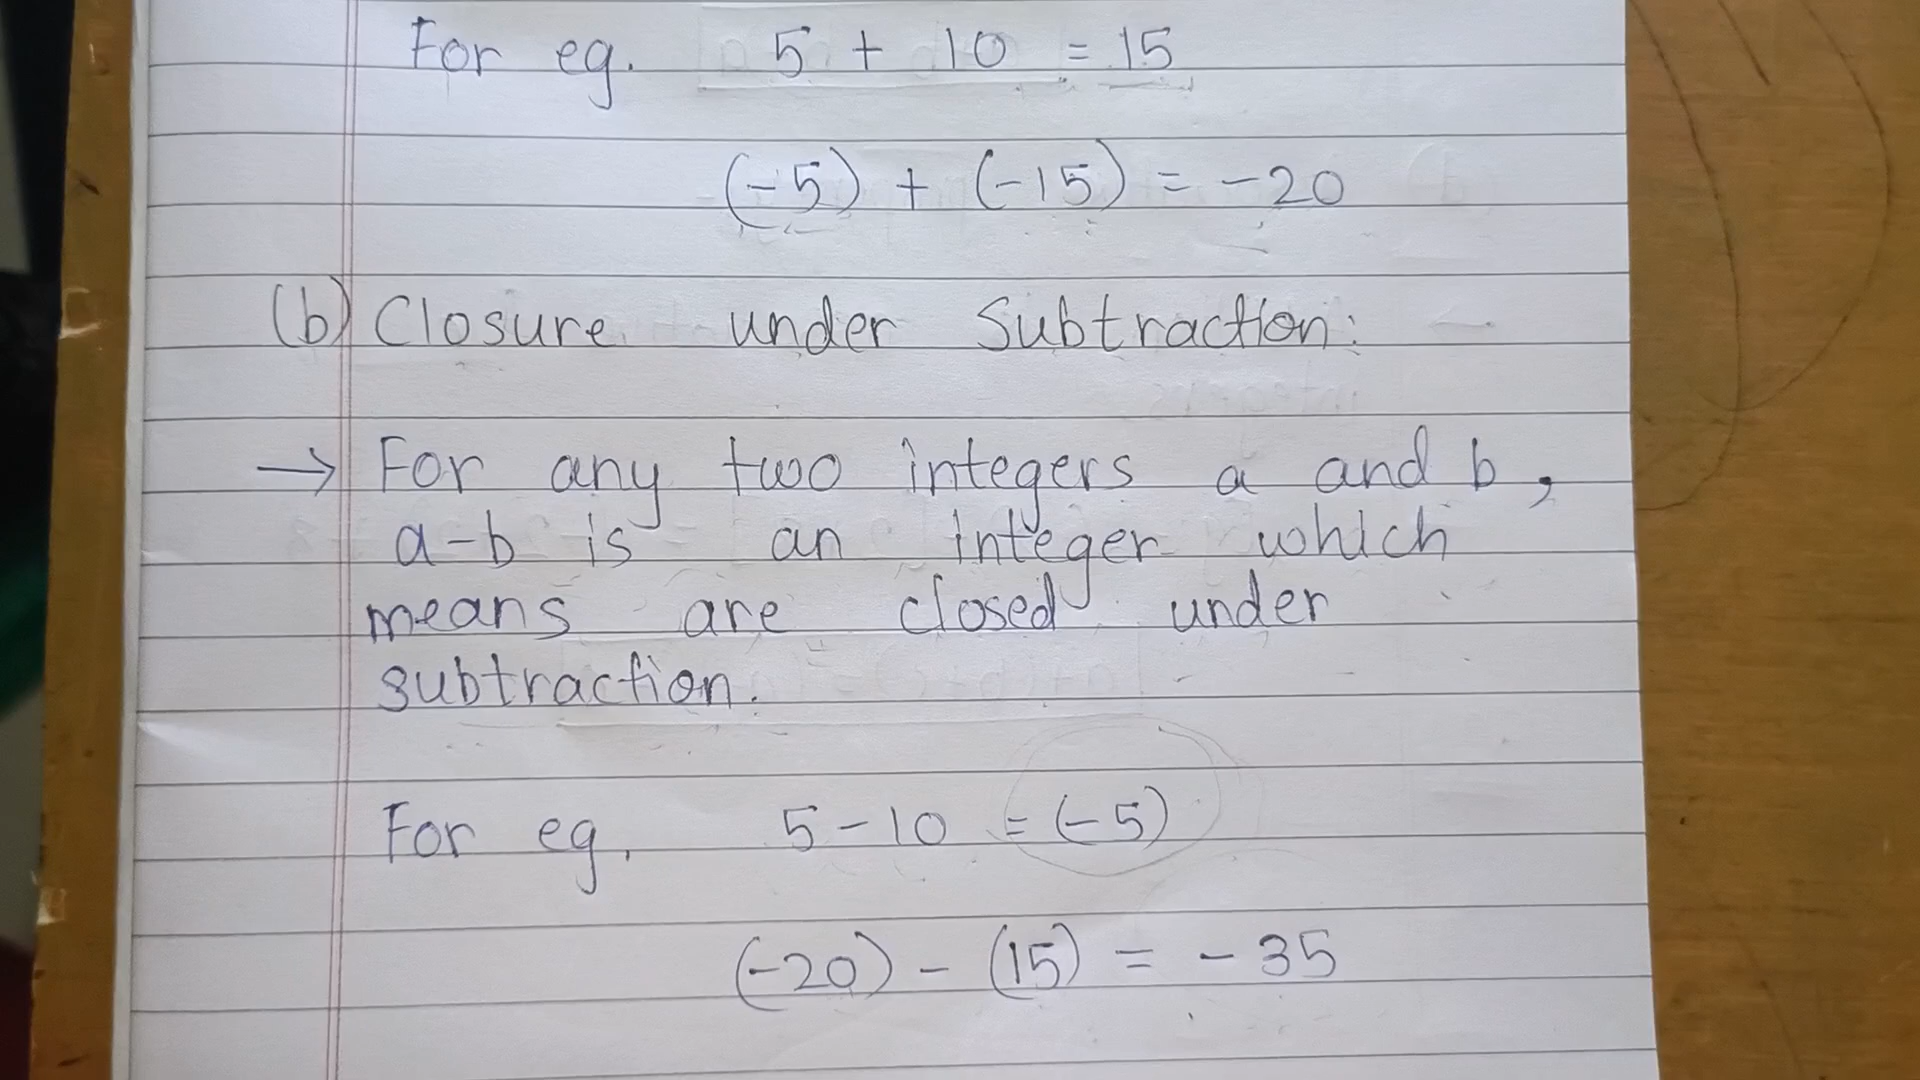 For eg. 5 + 10 = 15
(-5) + (-15) = -20
(b) Closure under Subtraction:
→ For any two integers a and b,
a-b is an integer which
means are closed under
subtraction.
For eg. 5-10 = (-5)
(-20) - (15) = -35